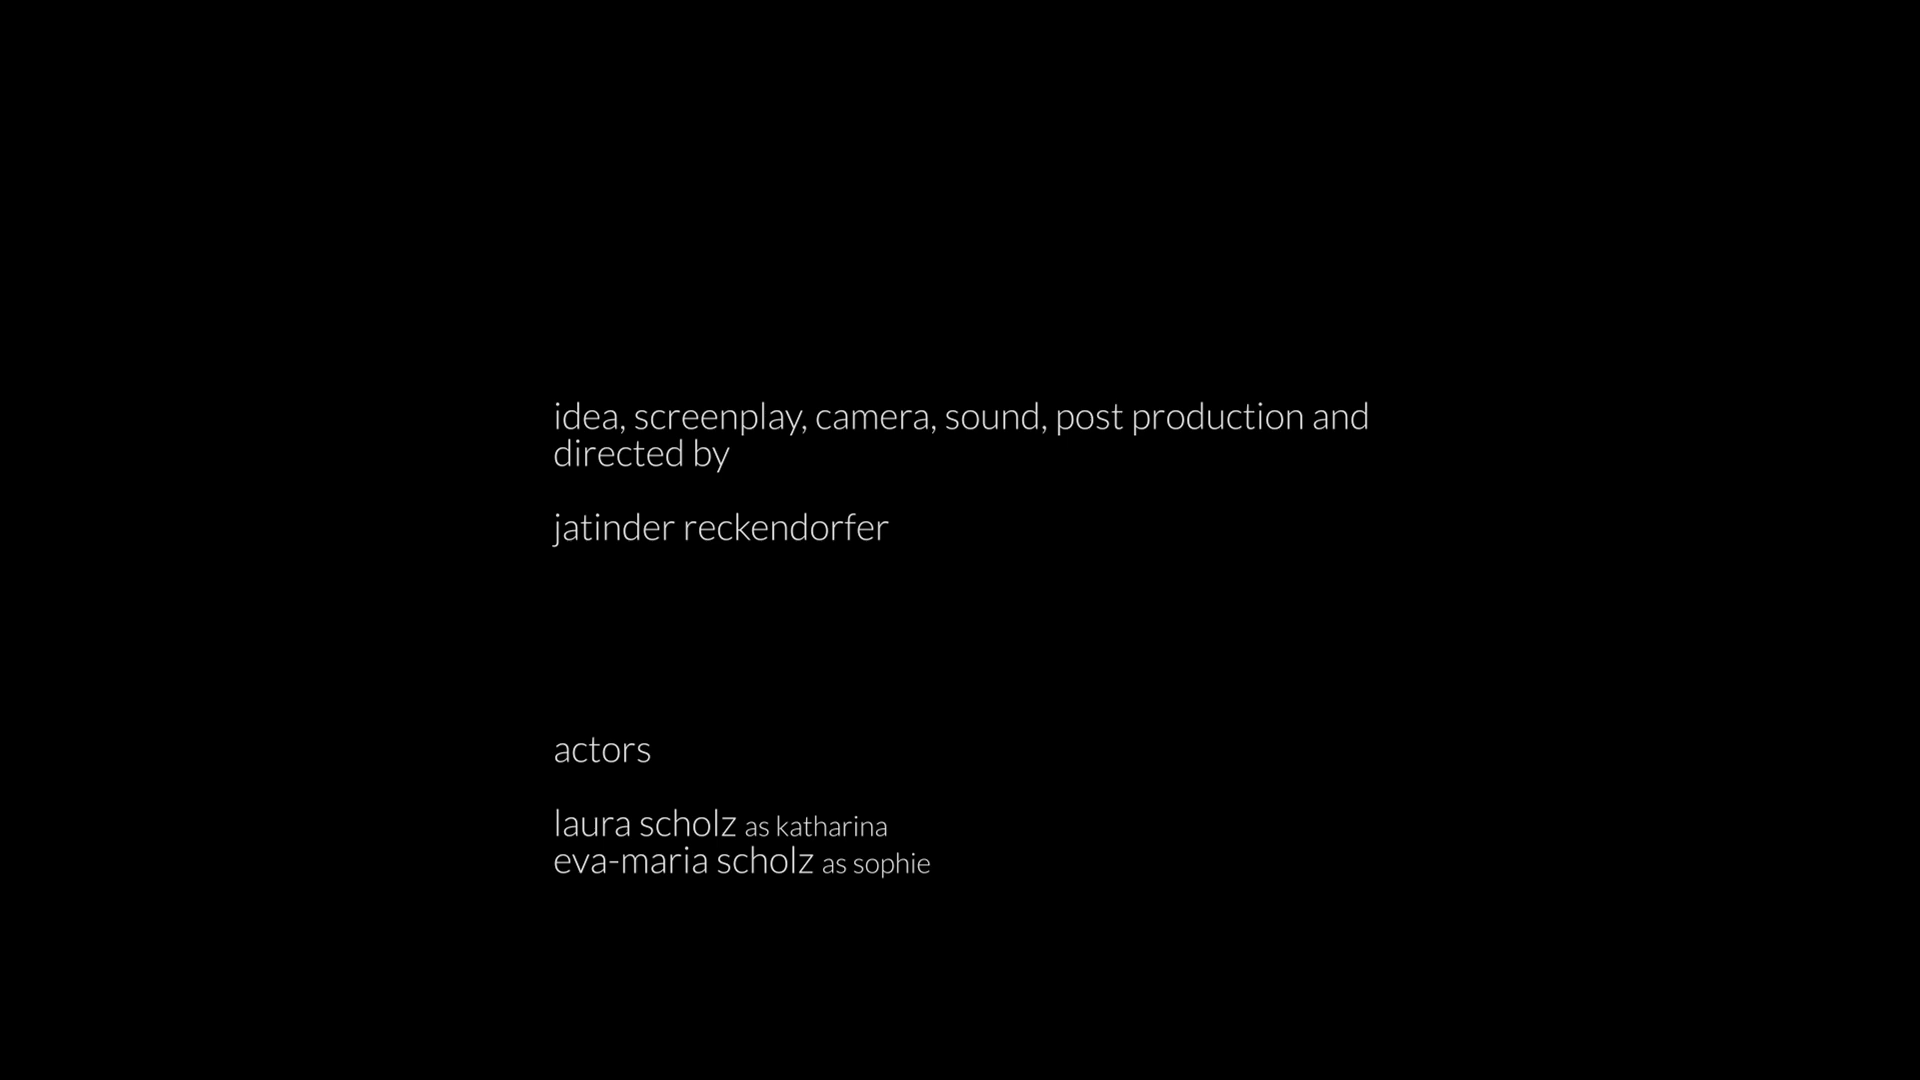 idea, screenplay, camera, sound, post production and
directed by
jatinder reckendorfer
actors
laura scholz as katharina
eva-maria scholz as sophie